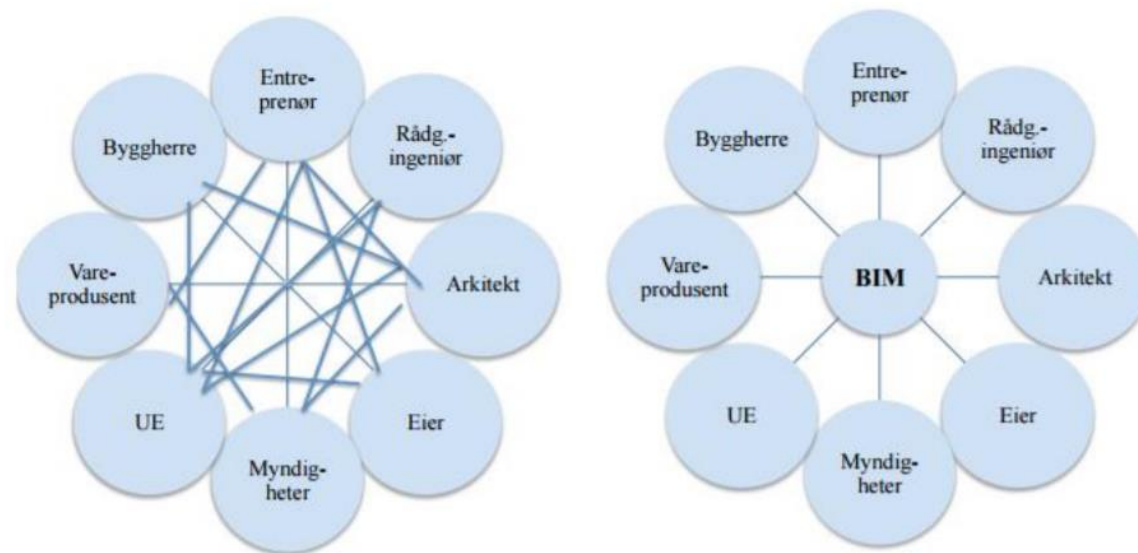 Entre-
prenør
Rådg.-
ingeniør
Arkitekt
Eier
Myndig-
heter
UE
Vare-
produsent
Byggherre
Entre-
prenør
Rådg.-
ingeniør
Arkitekt
Eier
Myndig-
heter
UE
Vare-
produsent
Byggherre
BIM